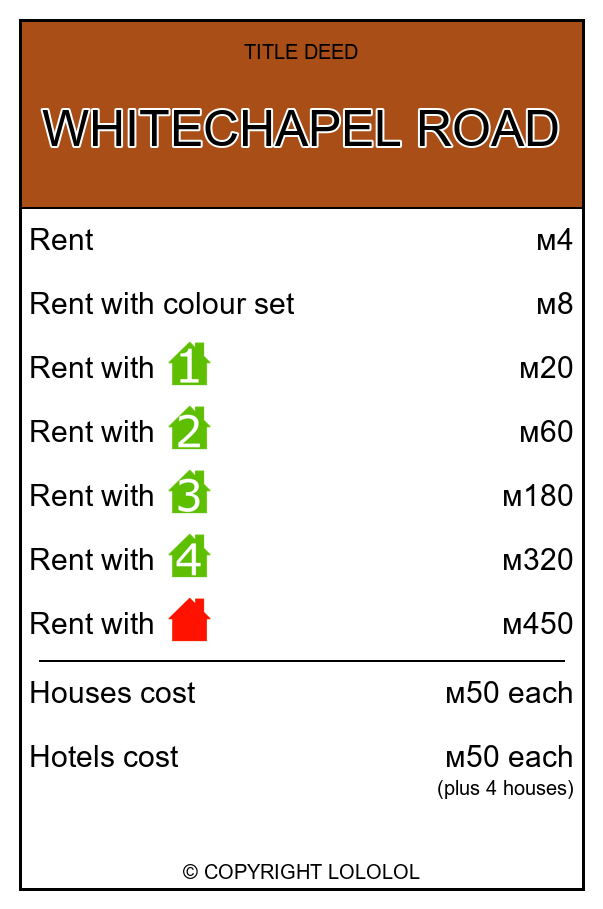 TITLE DEED
WHITECHAPEL ROAD
Rent м4
Rent with colour set м8
Rent with 1 м20
Rent with 2 м60
Rent with 3 м180
Rent with 4 м320
Rent with м450
Houses cost м50 each
Hotels cost м50 each
(plus 4 houses)
© COPYRIGHT LOLOLOL